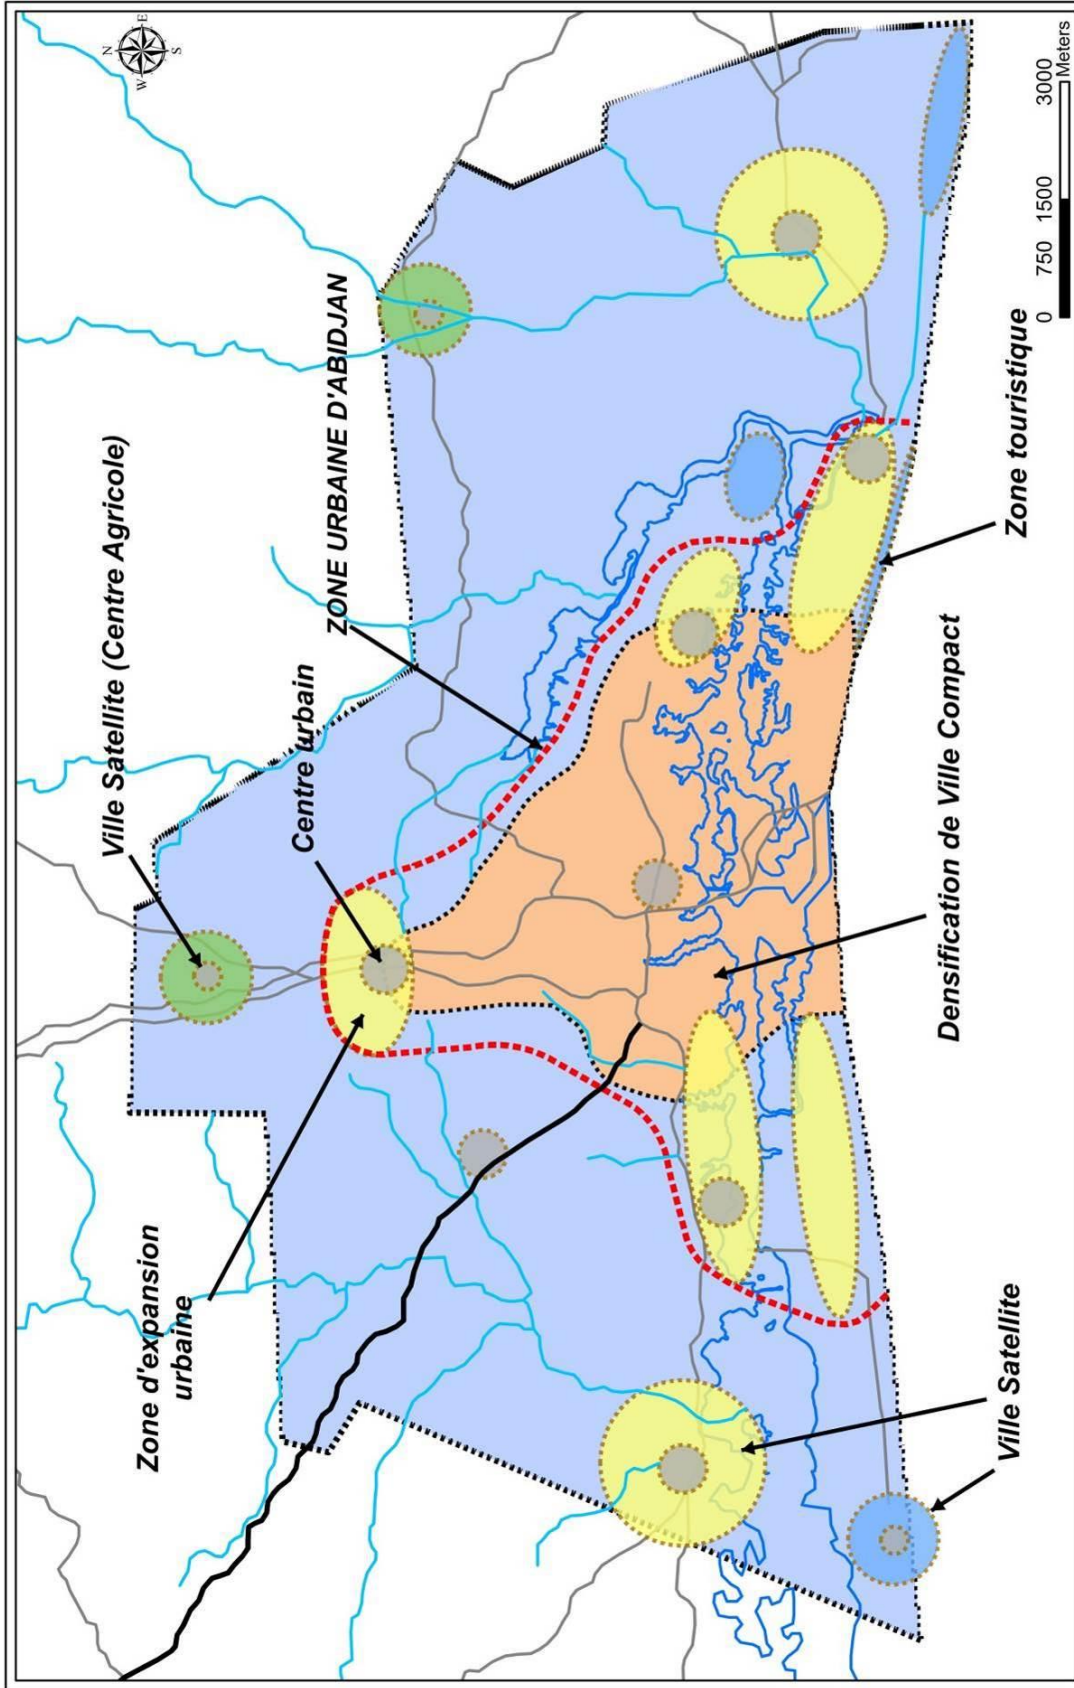 N
W E
S
Ville Satellite (Centre Agricole)
Zone d'expansion
urbaine
Centre urbain
ZONE URBAINE D'ABIDJAN
Densification de Ville Compact
Ville Satellite
Zone touristique
0 750 1500 3000
Meters